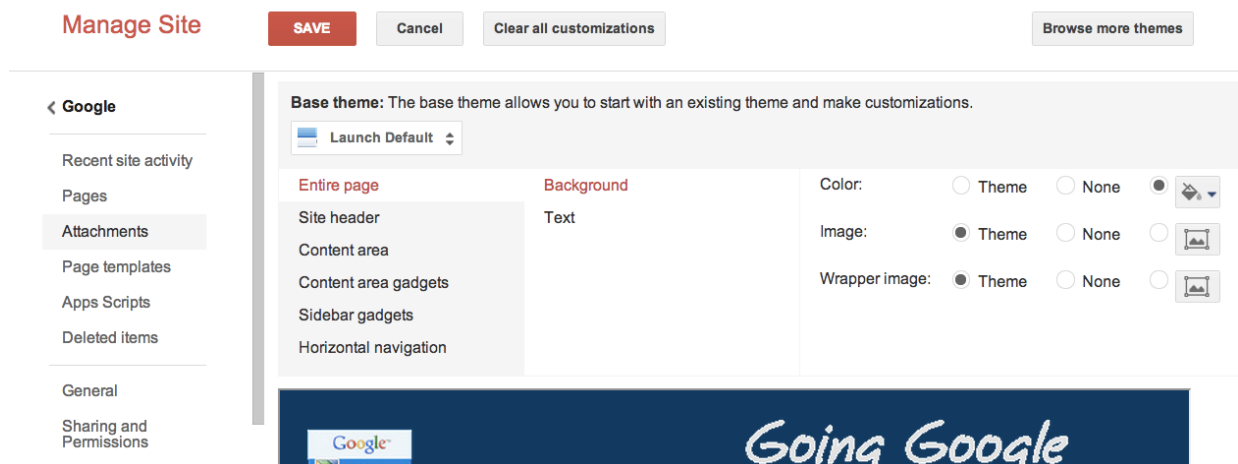 Manage Site
SAVE
Cancel
Clear all customizations
Browse more themes
Google
Base theme: The base theme allows you to start with an existing theme and make customizations.
Launch Default
Recent site activity
Pages
Attachments
Page templates
Apps Scripts
Deleted items
General
Sharing and
Permissions
Entire page
Site header
Content area
Content area gadgets
Sidebar gadgets
Horizontal navigation
Background
Text
Color: Theme None
Image: Theme None
Wrapper image: Theme None
Google
Going Google